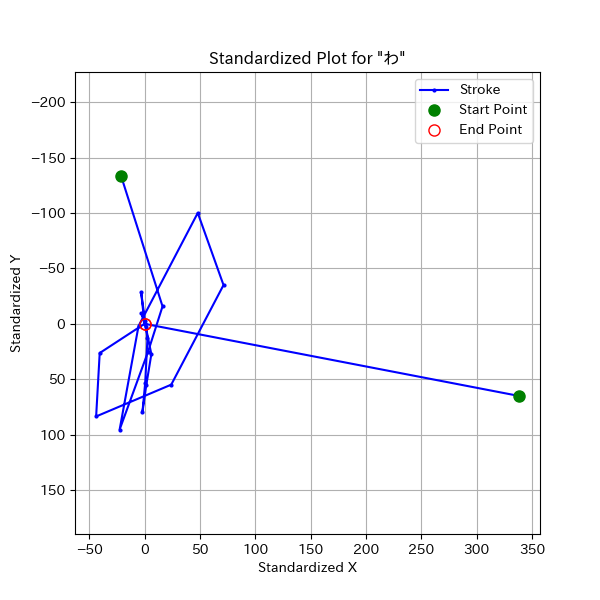 Standardized Plot for "わ"
Stroke
Start Point
End Point
Standardized Y
−200
−150
−100
−50
0
50
100
150
−50 0 50 100 150 200 250 300 350
Standardized X